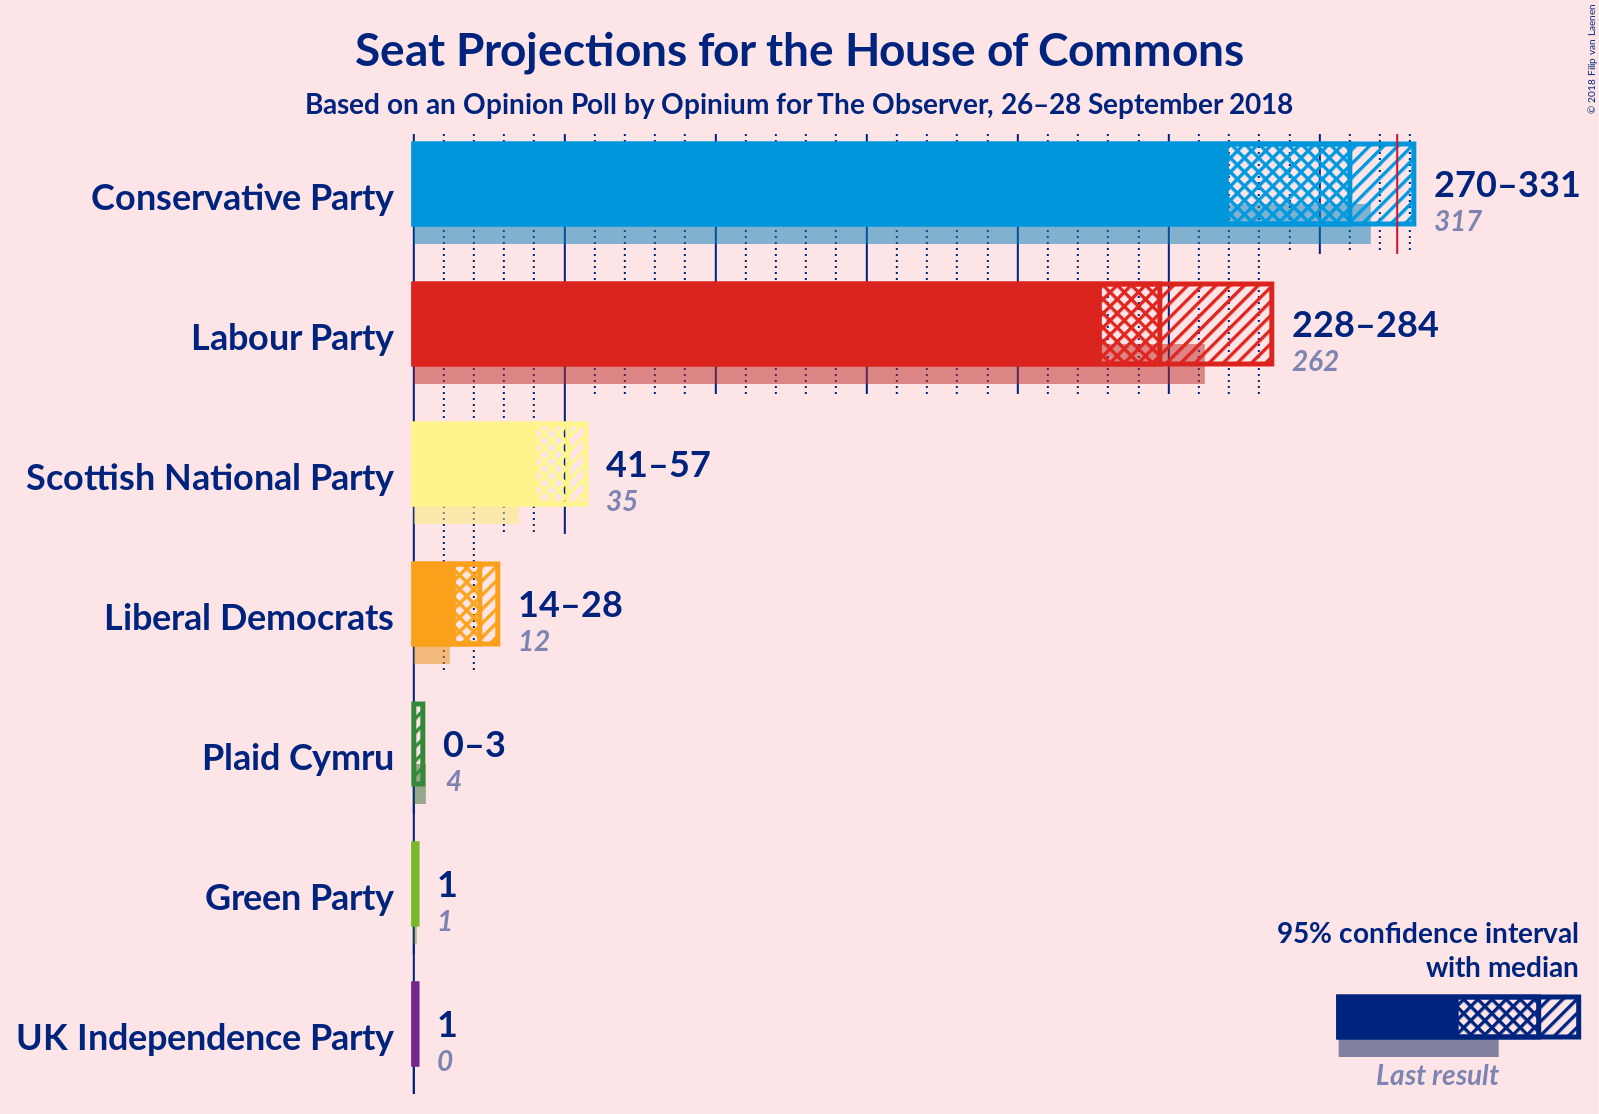 Seat Projections for the House of Commons
Based on an Opinion Poll by Opinium for The Observer, 26–28 September 2018
© 2018 Filip van Laenen
Conservative Party
270–331
317
Labour Party
228–284
262
Scottish National Party
41–57
35
Liberal Democrats
14–28
12
Plaid Cymru
0–3
4
Green Party
1
1
UK Independence Party
1
0
95% confidence interval
with median
Last result